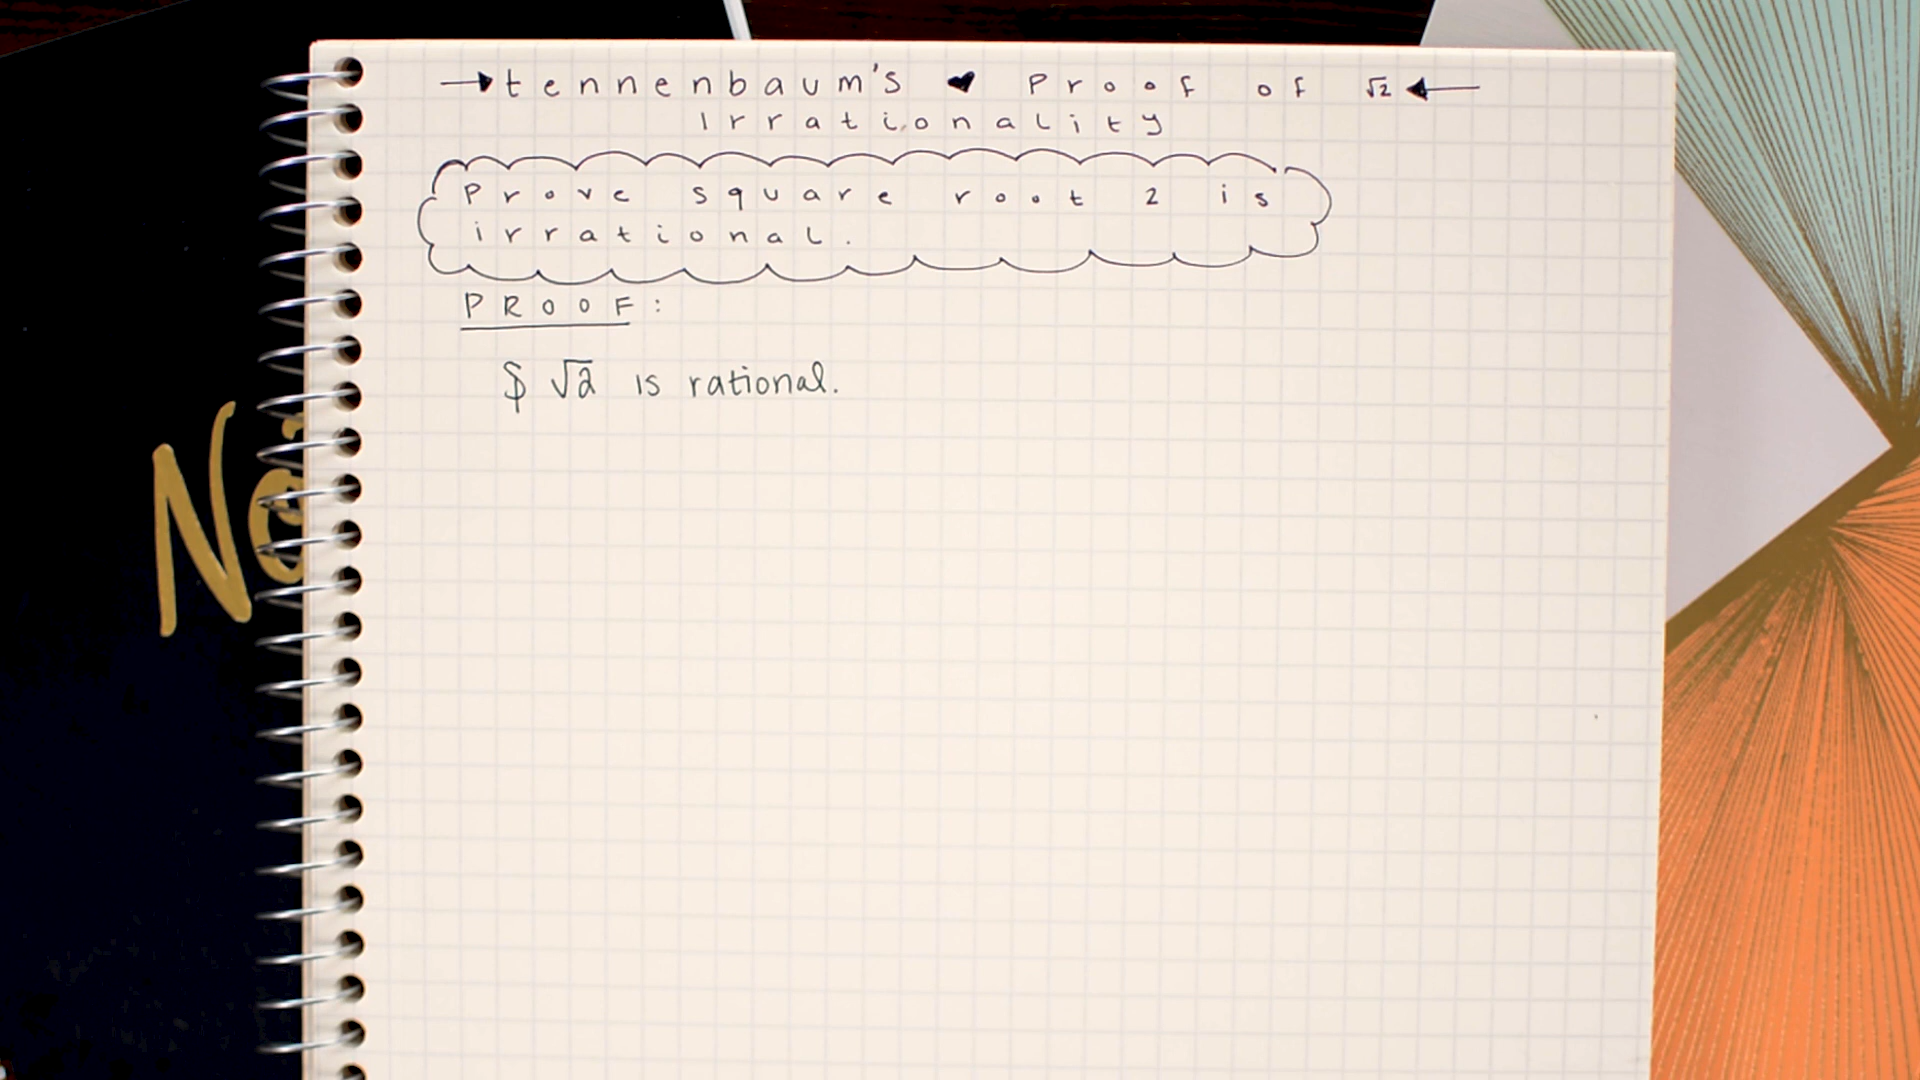 →tennenbaum's ♥ Proof of √2←
Irrationality
Prove square root 2 is
irrational.
PROOF:
$ √2 is rational.